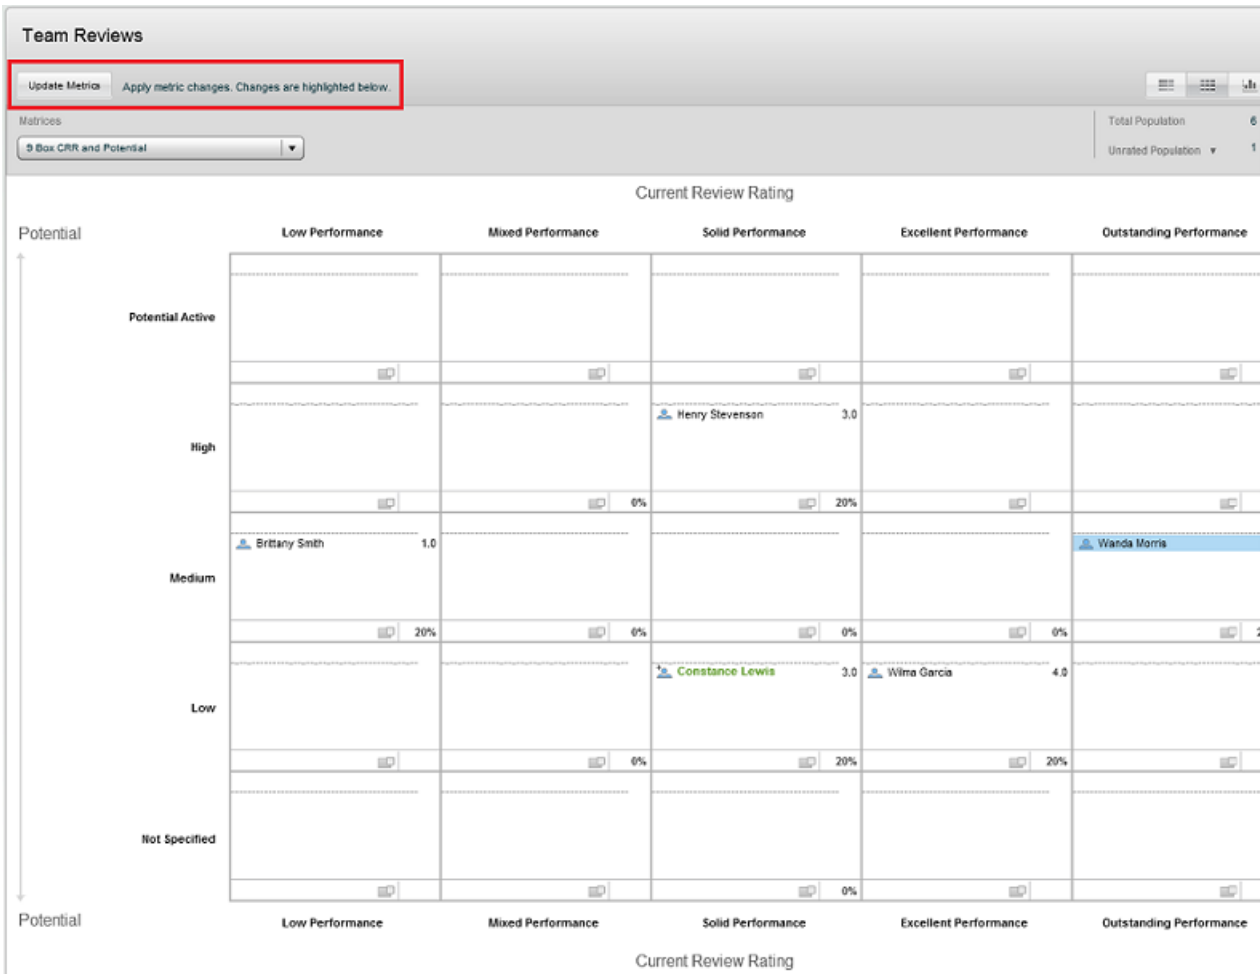 Team Reviews
Update Metrics Apply metric changes. Changes are highlighted below.
Matrices
9 Box CRR and Potential
Total Population 6
Unrated Population 1
Current Review Rating
Potential
Low Performance Mixed Performance Solid Performance Excellent Performance Outstanding Performance
Potential Active
Henry Stevenson 3.0
High
0% 20%
Brittany Smith 1.0 Wanda Morris
Medium
20% 0% 0% 0% 2
Constance Lewis 3.0 Wilma Garcia 4.0
Low
0% 20% 20%
Not Specified
0%
Potential
Low Performance Mixed Performance Solid Performance Excellent Performance Outstanding Performance
Current Review Rating